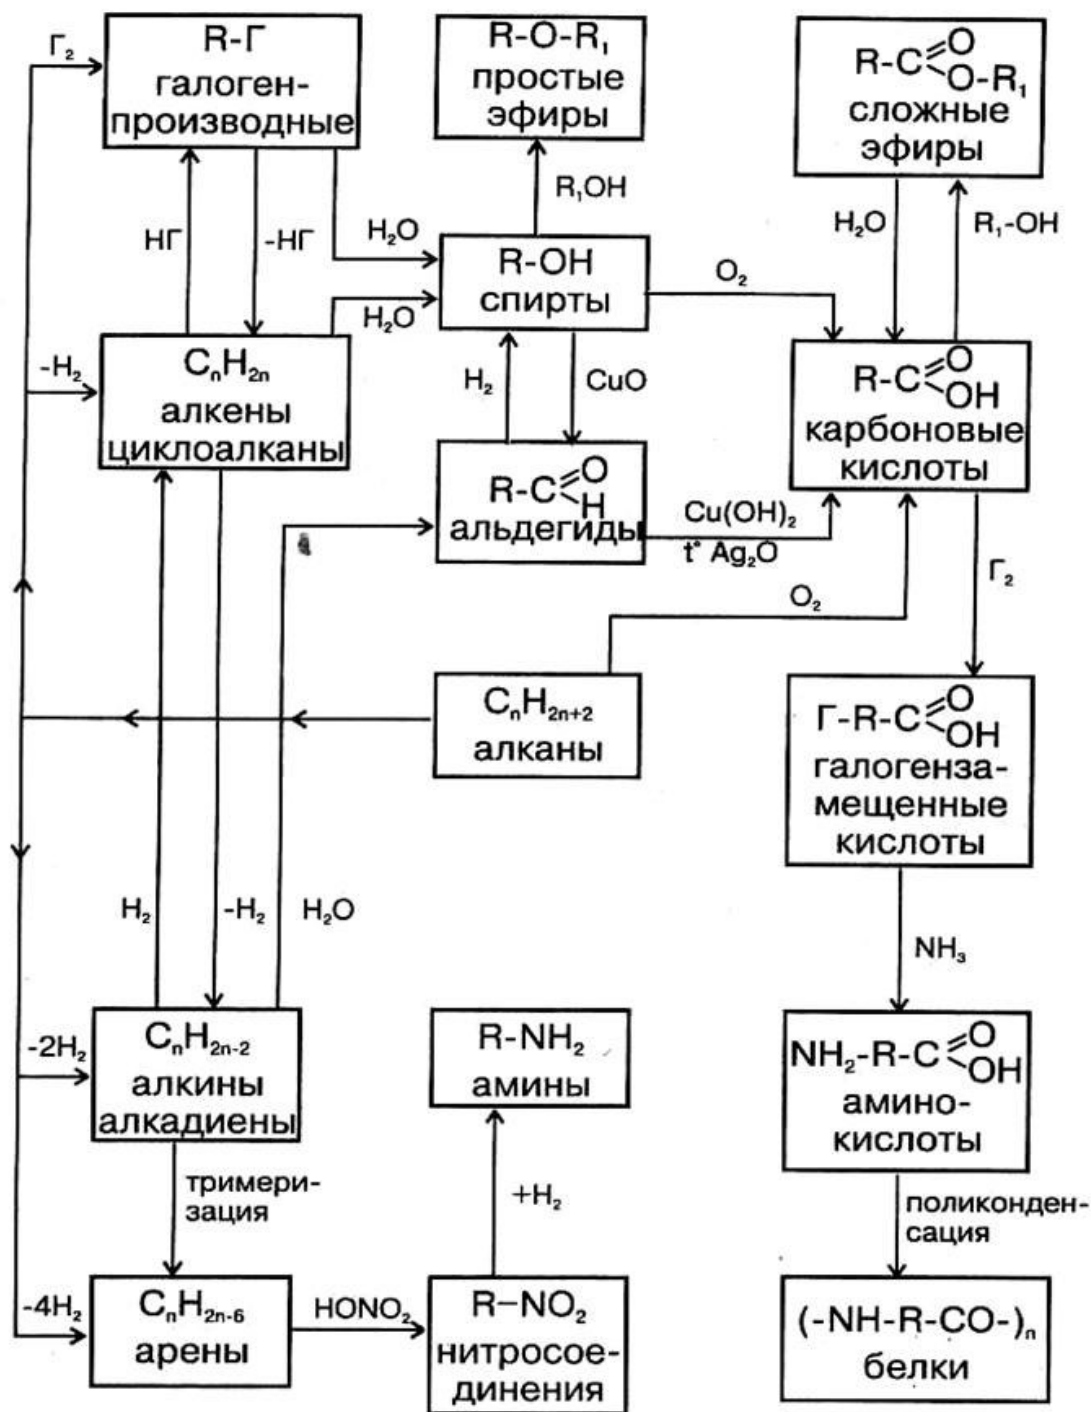 Г₂
R-Г
галоген-
производные
R-O-R₁
простые
эфиры
R-C=O
O-R₁
сложные
эфиры
НГ
-НГ
H₂O
R₁OH
H₂O
R₁-OH
H₂O
R-OH
спирты
O₂
-H₂
CₙH₂ₙ
алкены
циклоалканы
H₂
CuO
R-C=O
OH
карбоновые
кислоты
R-C=O
H
альдегиды
Cu(OH)₂
t° Ag₂O
O₂
Г₂
CₙH₂ₙ₊₂
алканы
Г-R-C=O
OH
галогенза-
мещенные
кислоты
H₂
-H₂
H₂O
NH₃
-2H₂
CₙH₂ₙ₋₂
алкины
алкадиены
R-NH₂
амины
NH₂-R-C=O
OH
амино-
кислоты
тримери-
зация
+H₂
поликонден-
сация
-4H₂
CₙH₂ₙ₋₆
арены
HONO₂
R–NO₂
нитросое-
динения
(-NH-R-CO-)ₙ
белки